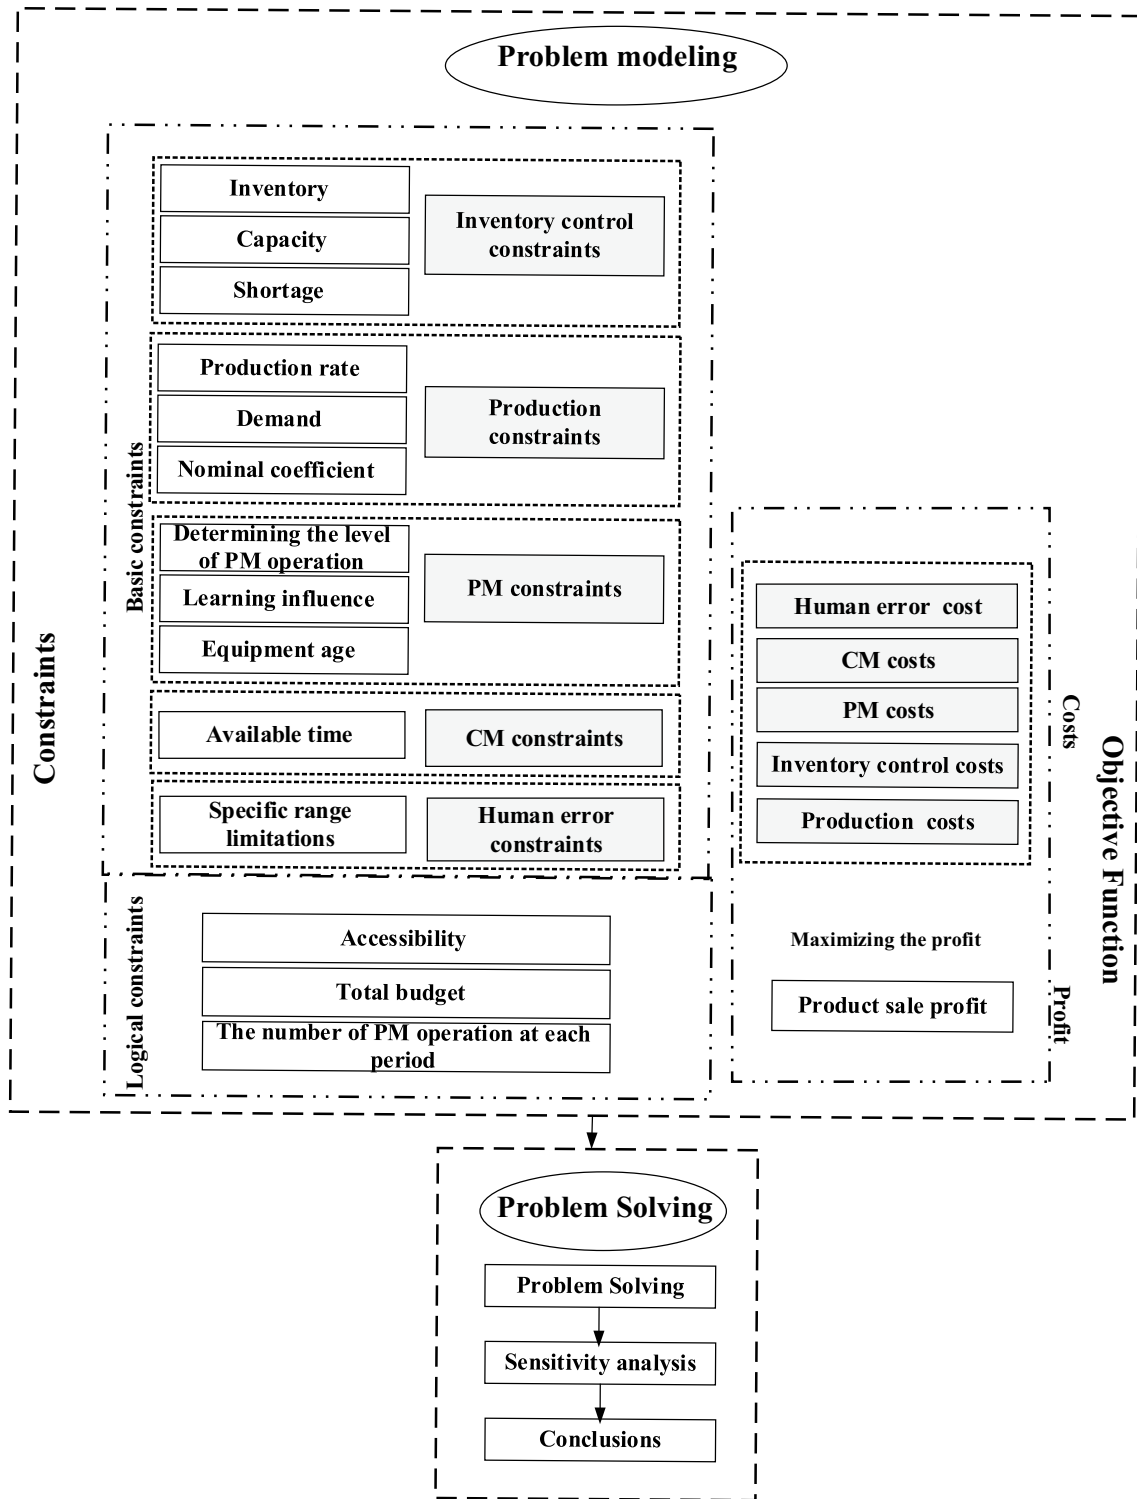 Problem modeling
Constraints
Basic constraints
Inventory
Capacity
Shortage
Inventory control
constraints
Production rate
Demand
Nominal coefficient
Production
constraints
Determining the level
of PM operation
Learning influence
Equipment age
PM constraints
Available time
CM constraints
Specific range
limitations
Human error
constraints
Logical constraints
Accessibility
Total budget
The number of PM operation at each
period
Human error cost
CM costs
PM costs
Inventory control costs
Production costs
Costs
Objective Function
Maximizing the profit
Product sale profit
Profit
Problem Solving
Problem Solving
Sensitivity analysis
Conclusions